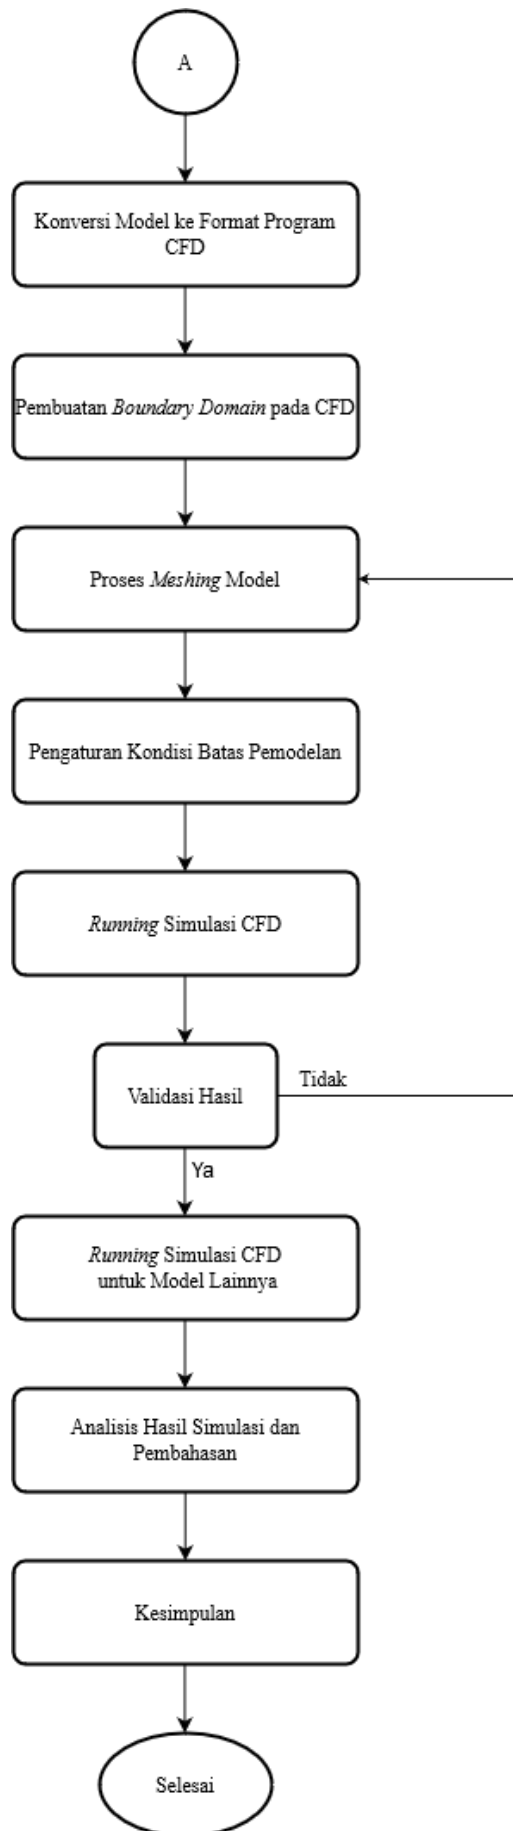 A
Konversi Model ke Format Program
CFD
Pembuatan Boundary Domain pada CFD
Proses Meshing Model
Pengaturan Kondisi Batas Pemodelan
Running Simulasi CFD
Validasi Hasil
Tidak
Ya
Running Simulasi CFD
untuk Model Lainnya
Analisis Hasil Simulasi dan
Pembahasan
Kesimpulan
Selesai